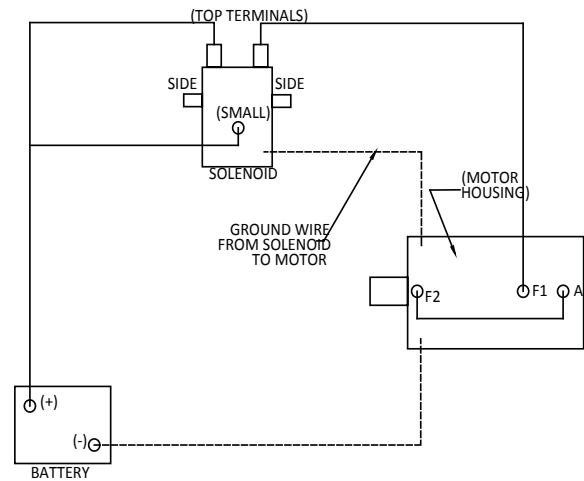 (TOP TERMINALS)
SIDE
SIDE
(SMALL)
SOLENOID
GROUND WIRE
FROM SOLENOID
TO MOTOR
(MOTOR
HOUSING)
F2
F1
A
(+)
(-)
BATTERY